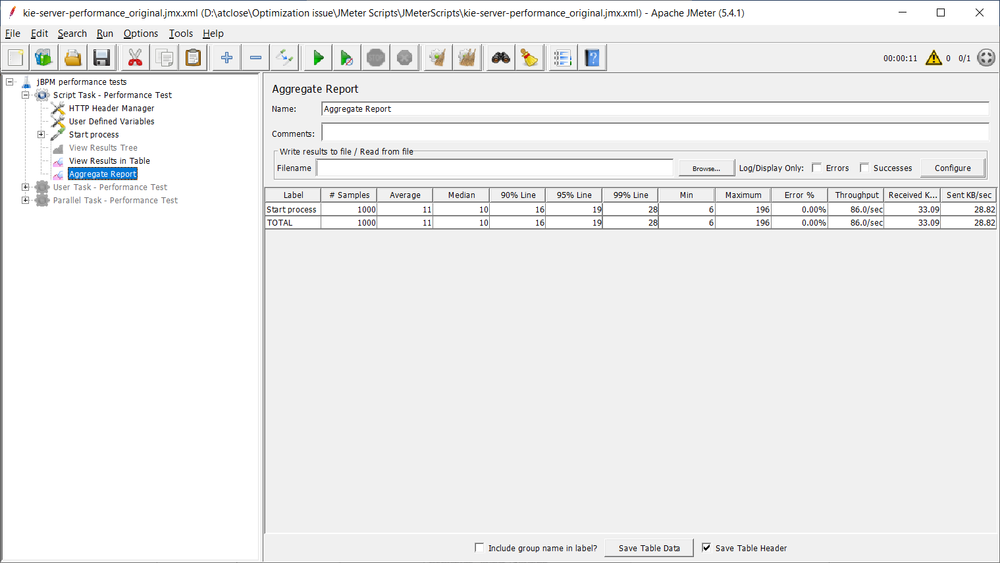 kie-server-performance_original.jmx.xml (D:\atclose\Optimization issue\JMeter Scripts\JMeterScripts\kie-server-performance_original.jmx.xml) - Apache JMeter (5.4.1)
File Edit Search Run Options Tools Help
STOP
00:00:11 0 0/1
jBPM performance tests
Script Task - Performance Test
HTTP Header Manager
User Defined Variables
Start process
View Results Tree
View Results in Table
Aggregate Report
User Task - Performance Test
Parallel Task - Performance Test
Aggregate Report
Name: Aggregate Report
Comments:
Write results to file / Read from file
Filename Browse... Log/Display Only: Errors Successes Configure
Label # Samples Average Median 90% Line 95% Line 99% Line Min Maximum Error % Throughput Received K... Sent KB/sec
Start process 1000 11 10 16 19 28 6 196 0.00% 86.0/sec 33.09 28.82
TOTAL 1000 11 10 16 19 28 6 196 0.00% 86.0/sec 33.09 28.82
Include group name in label? Save Table Data Save Table Header